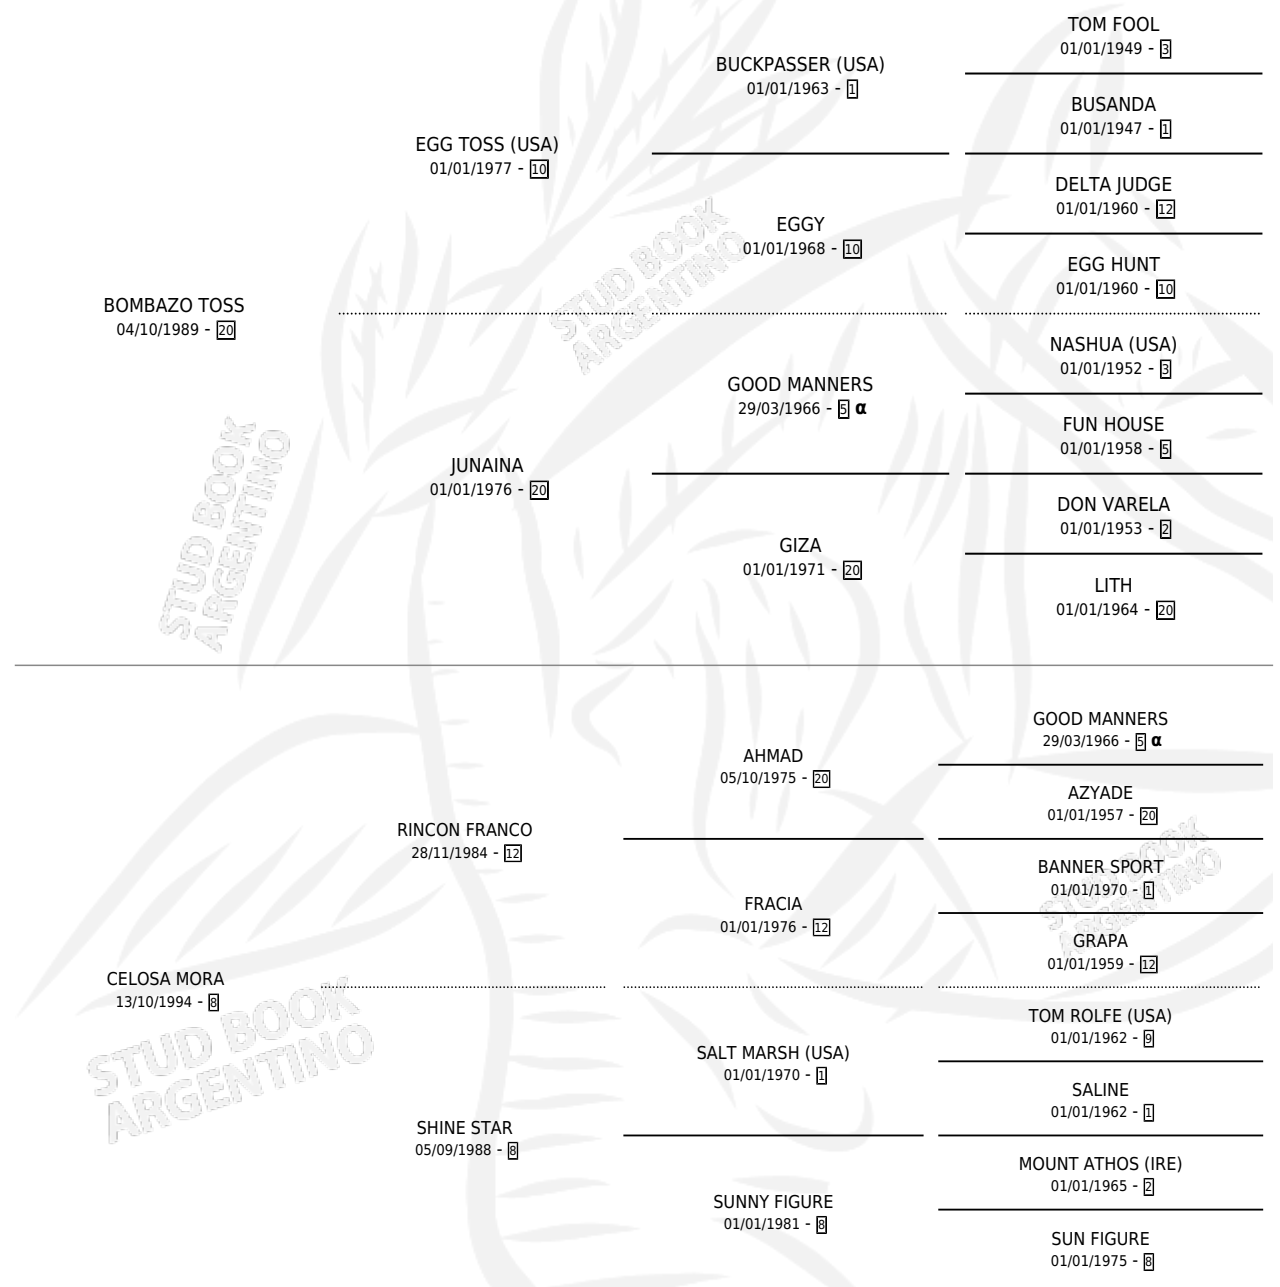 TOM FOOL
01/01/1949 - 3
BUCKPASSER (USA)
01/01/1963 - 1
BUSANDA
01/01/1947 - 1
EGG TOSS (USA)
01/01/1977 - 10
DELTA JUDGE
01/01/1960 - 12
EGGY
01/01/1968 - 10
EGG HUNT
01/01/1960 - 10
BOMBAZO TOSS
04/10/1989 - 20
NASHUA (USA)
01/01/1952 - 3
GOOD MANNERS
29/03/1966 - 5 α
FUN HOUSE
01/01/1958 - 5
JUNAINA
01/01/1976 - 20
DON VARELA
01/01/1953 - 2
GIZA
01/01/1971 - 20
LITH
01/01/1964 - 20
GOOD MANNERS
29/03/1966 - 5 α
AHMAD
05/10/1975 - 20
AZYADE
01/01/1957 - 20
RINCON FRANCO
28/11/1984 - 12
BANNER SPORT
01/01/1970 - 1
FRACIA
01/01/1976 - 12
GRAPA
01/01/1959 - 12
CELOSA MORA
13/10/1994 - 8
TOM ROLFE (USA)
01/01/1962 - 9
SALT MARSH (USA)
01/01/1970 - 1
SALINE
01/01/1962 - 1
SHINE STAR
05/09/1988 - 8
MOUNT ATHOS (IRE)
01/01/1965 - 2
SUNNY FIGURE
01/01/1981 - 8
SUN FIGURE
01/01/1975 - 8
STUD BOOK
ARGENTINO
STUD BOOK
ARGENTINO
STUD BOOK
ARGENTINO
STUD BOOK
ARGENTINO